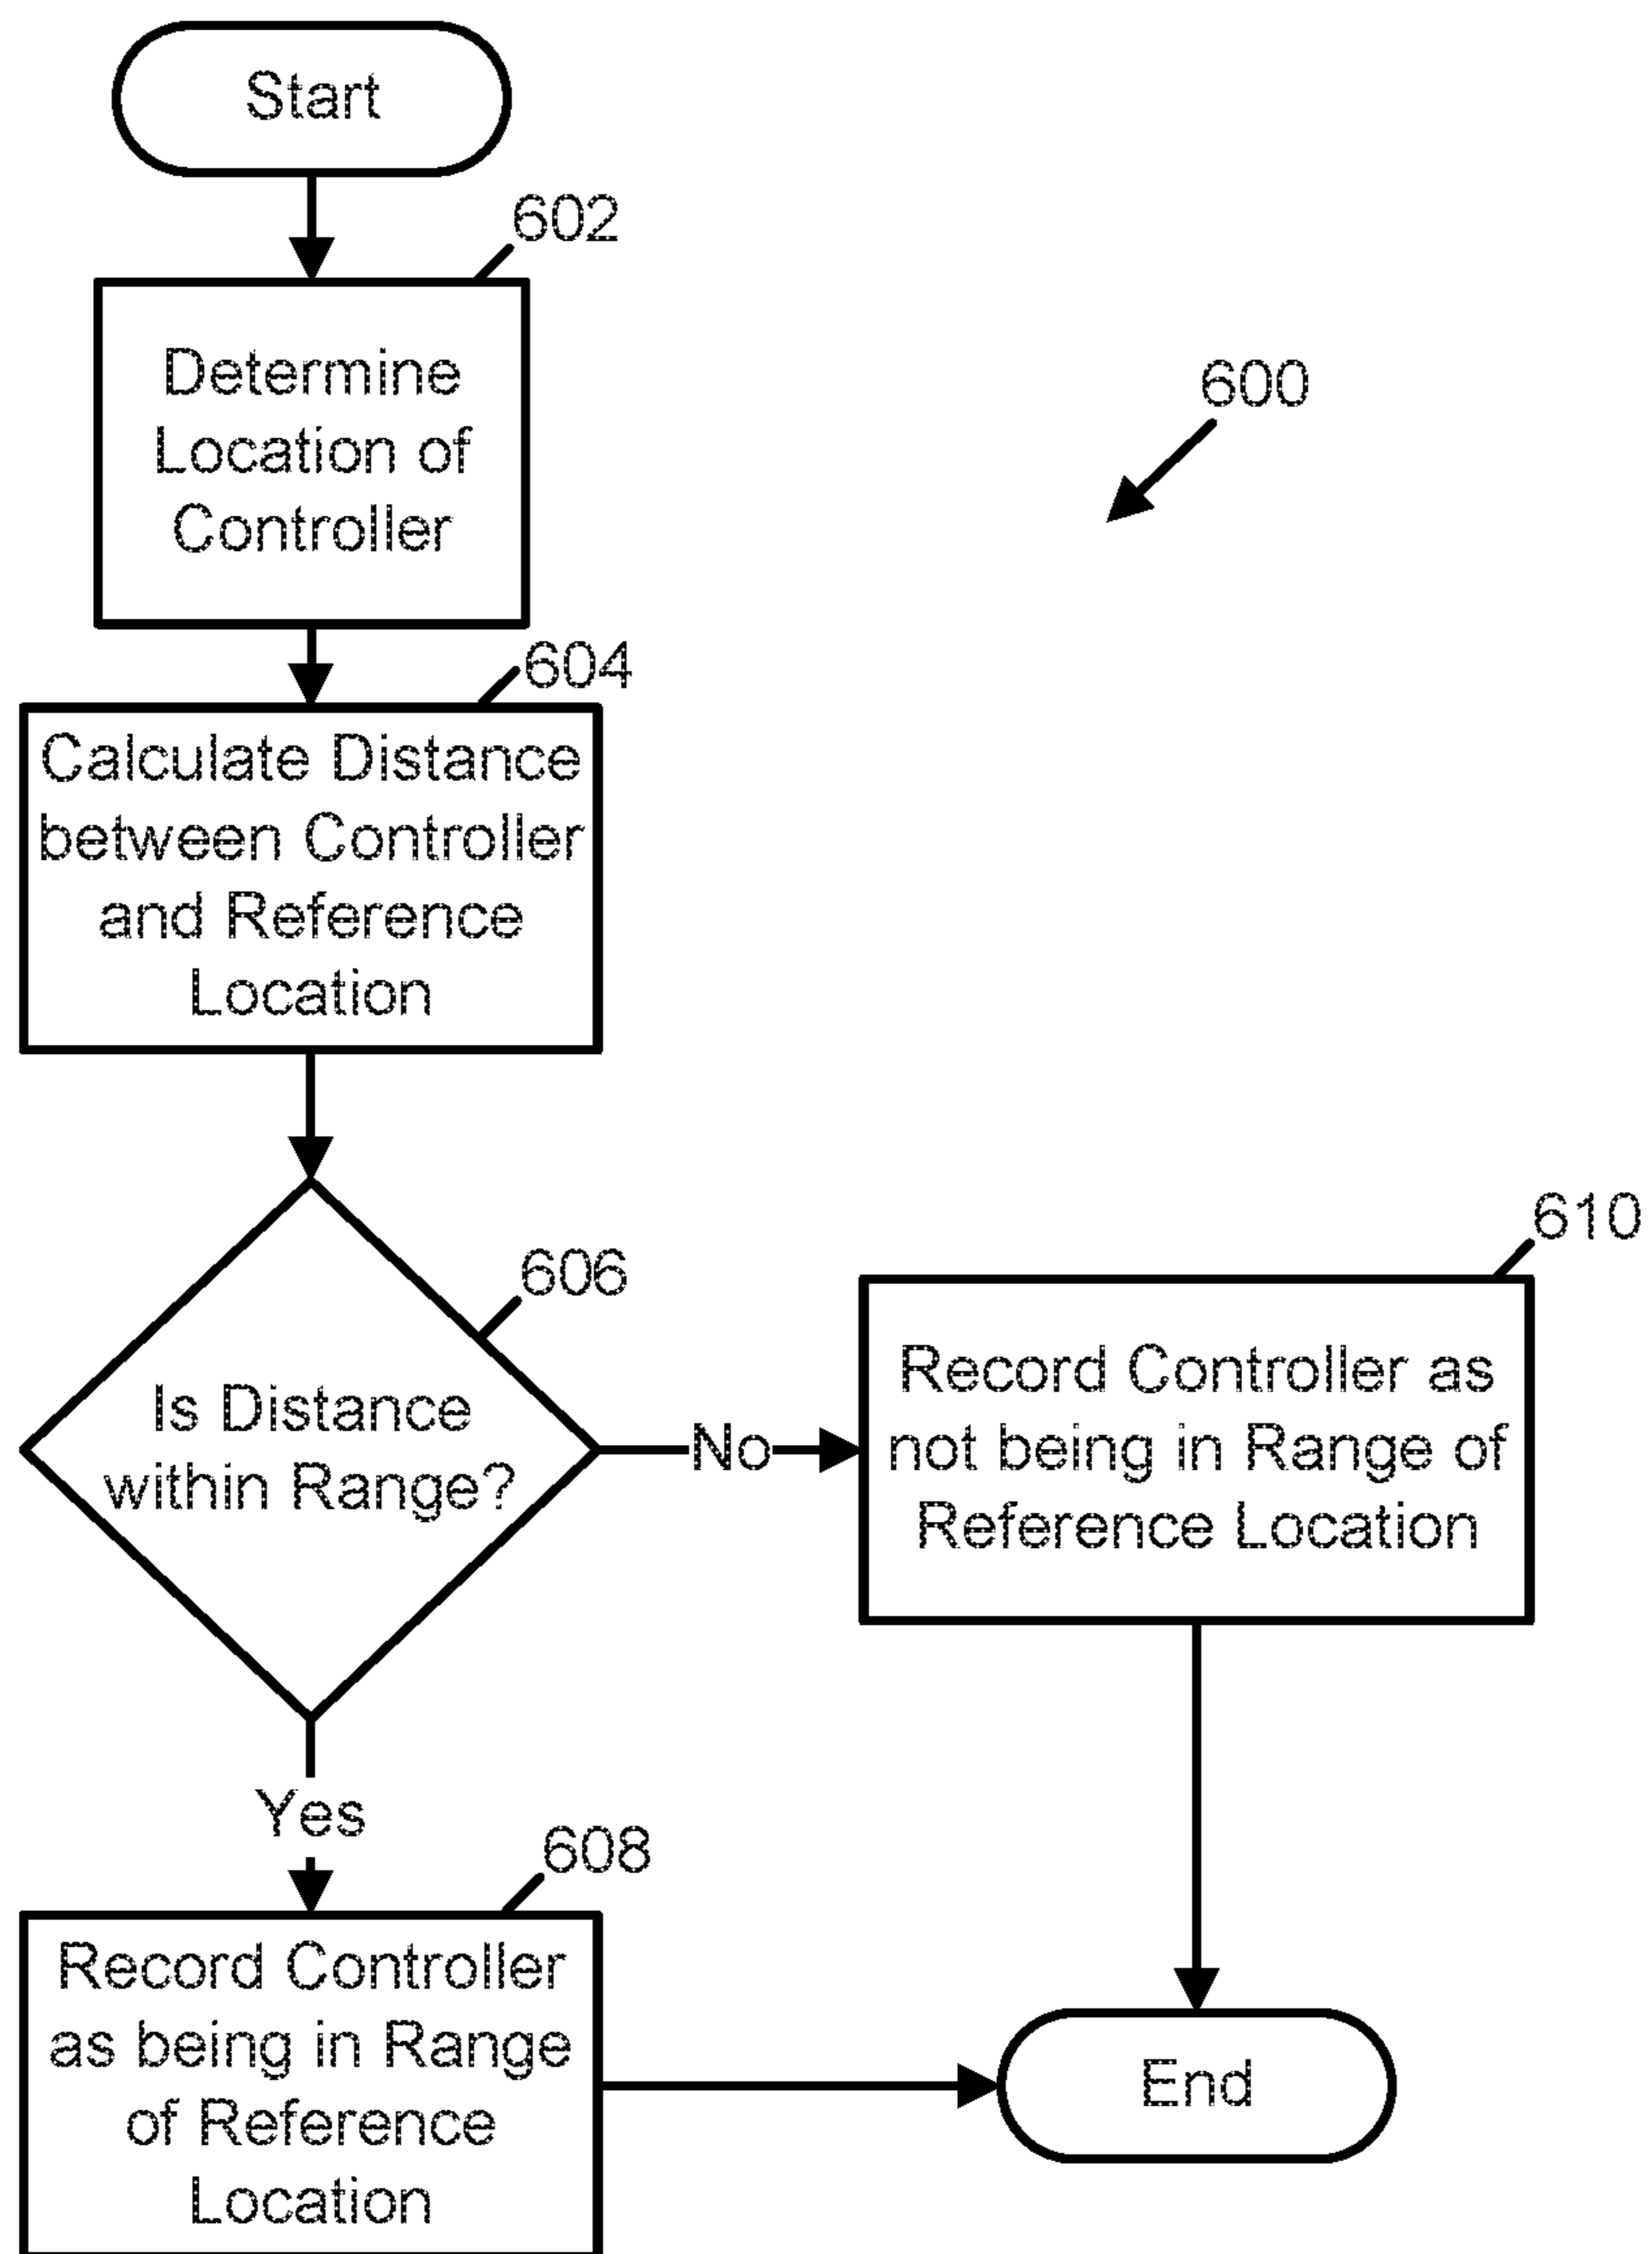 Start
602
Determine
Location of
Controller
600
604
Calculate Distance
between Controller
and Reference
Location
606
Is Distance
within Range?
No
610
Record Controller as
not being in Range of
Reference Location
Yes
608
Record Controller
as being in Range
of Reference
Location
End